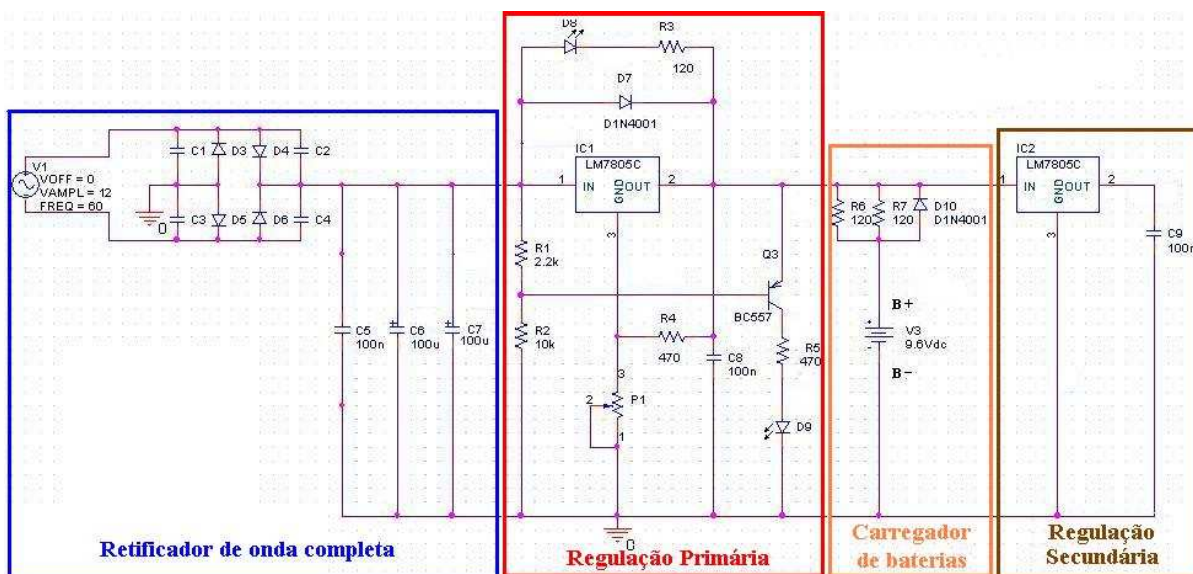 D8
R3
120
D7
D1N4001
V1
VOFF = 0
VAMPL = 12
FREQ = 60
C1
D3
D4
C2
0
C3
D5
D6
C4
C5
100n
C6
100u
C7
100u
Retificador de onda completa
IC1
LM7805C
1
IN
OUT
2
GND
3
R1
2.2k
R2
10k
R4
470
C8
100n
3
2
P1
1
0
Q3
BC557
R5
470
D9
Regulação Primária
R6
120
R7
120
D10
D1N4001
B+
V3
9.6Vdc
B-
Carregador
de baterias
IC2
LM7805C
1
IN
OUT
2
GND
3
C9
100n
Regulação
Secundária